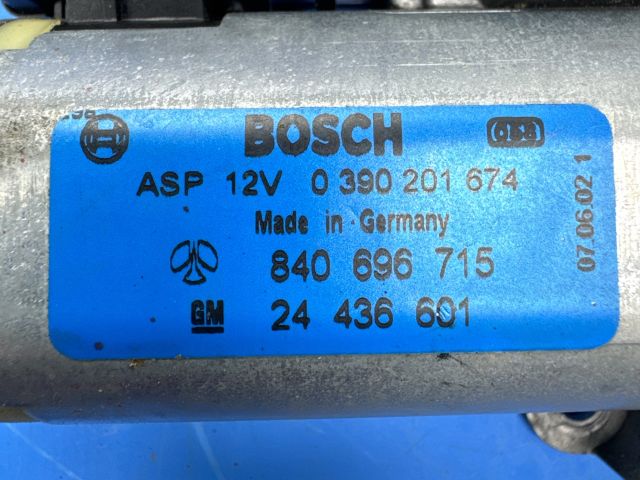 BOSCH
ASP 12V 0 390 201 674
Made in Germany
840 696 715
GM 24 436 601
07.06.02 1